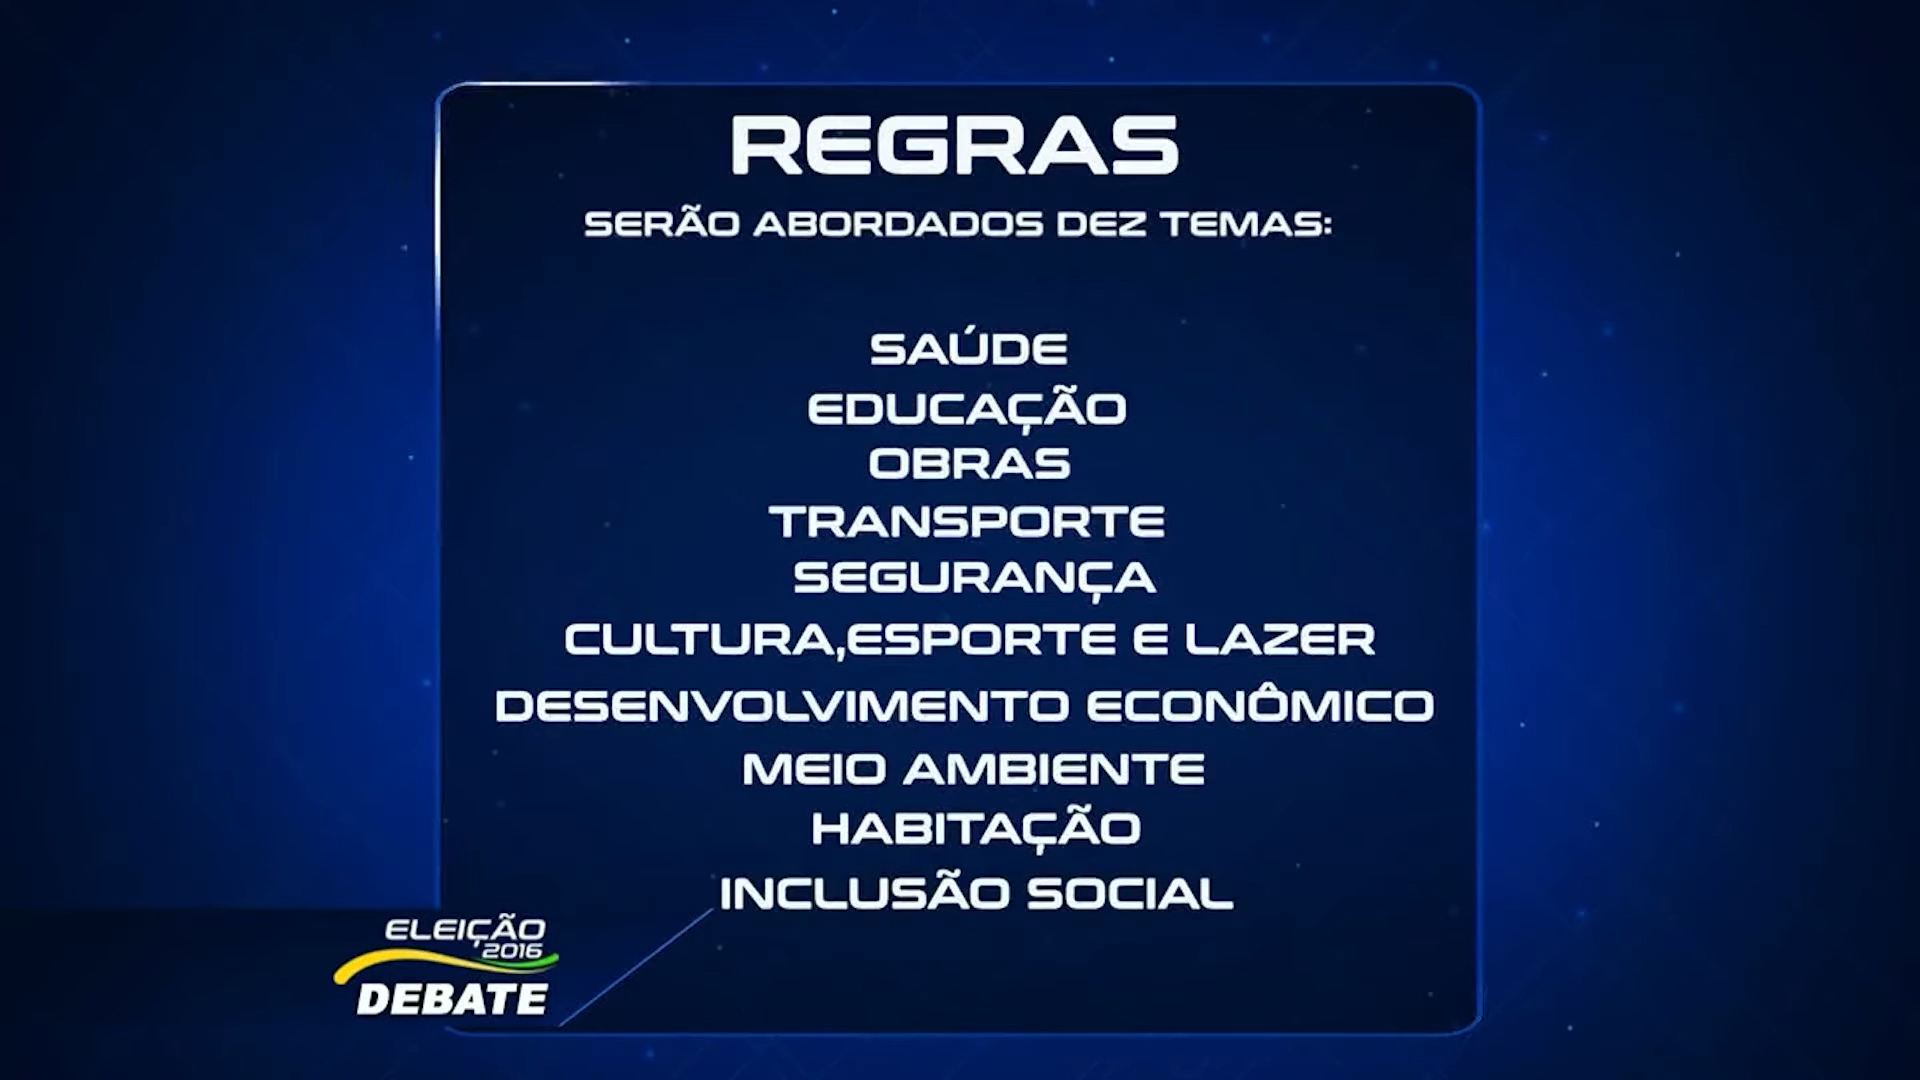 REGRAS
SERÃO ABORDADOS DEZ TEMAS:
SAÚDE
EDUCAÇÃO
OBRAS
TRANSPORTE
SEGURANÇA
CULTURA,ESPORTE E LAZER
DESENVOLVIMENTO ECONÔMICO
MEIO AMBIENTE
HABITAÇÃO
INCLUSÃO SOCIAL
ELEIÇÃO
2016
DEBATE